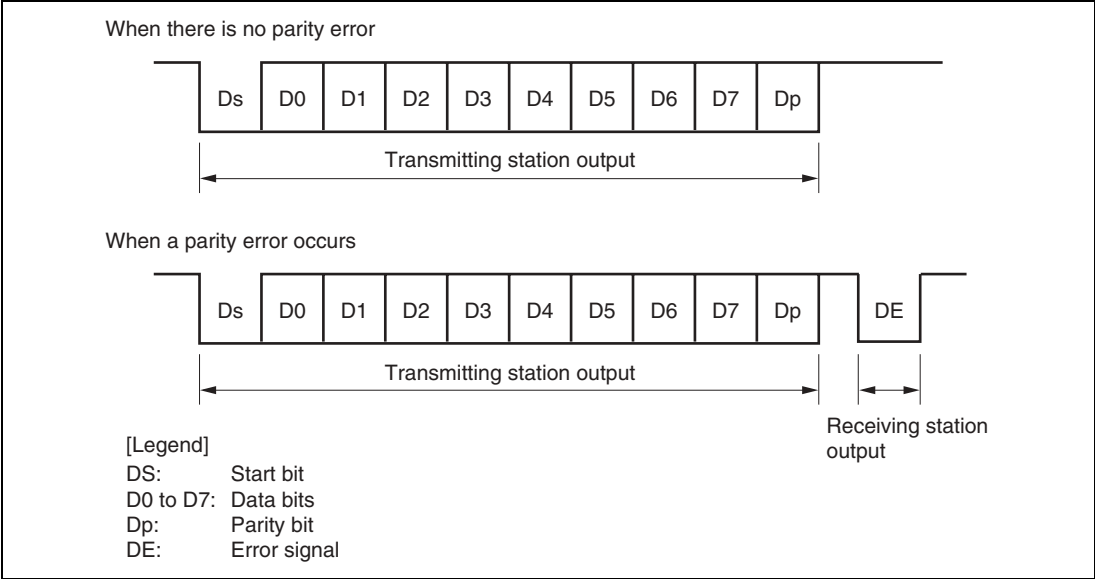 When there is no parity error
Ds D0 D1 D2 D3 D4 D5 D6 D7 Dp
Transmitting station output
When a parity error occurs
Ds D0 D1 D2 D3 D4 D5 D6 D7 Dp DE
Transmitting station output
Receiving station
output
[Legend]
DS: Start bit
D0 to D7: Data bits
Dp: Parity bit
DE: Error signal